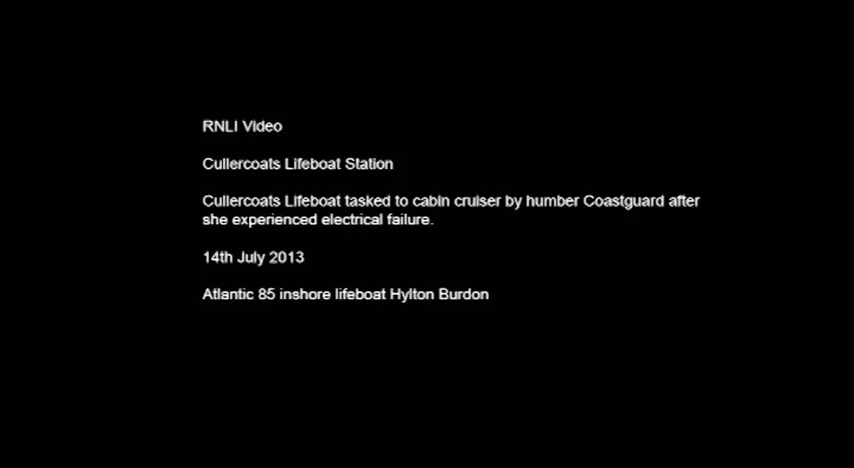 RNLI Video
Cullercoats Lifeboat Station
Cullercoats Lifeboat tasked to cabin cruiser by humber Coastguard after
she experienced electrical failure.
14th July 2013
Atlantic 85 inshore lifeboat Hylton Burdon